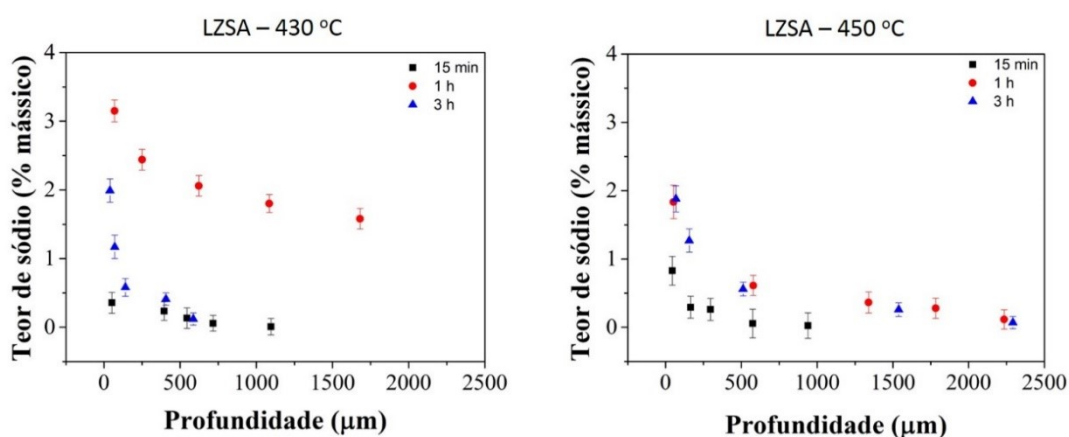 LZSA – 430 °C
Teor de sódio (% mássico)
4
3
2
1
0
15 min
1 h
3 h
0 500 1000 1500 2000 2500
Profundidade (μm)
LZSA – 450 °C
Teor de sódio (% mássico)
4
3
2
1
0
15 min
1 h
3 h
0 500 1000 1500 2000 2500
Profundidade (μm)